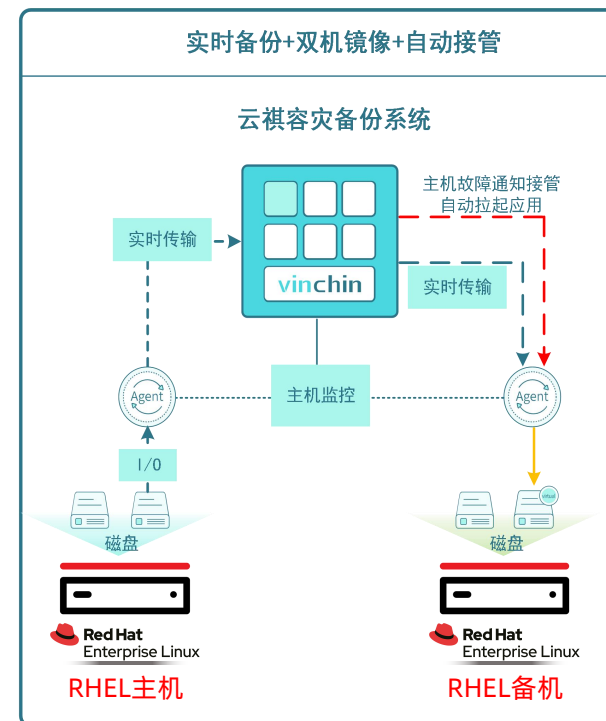 实时备份+双机镜像+自动接管
云祺容灾备份系统
主机故障通知接管
自动拉起应用
实时传输
vinchin
实时传输
Agent
主机监控
Agent
I/0
virtual
磁盘
磁盘
Red Hat
Enterprise Linux
Red Hat
Enterprise Linux
RHEL主机
RHEL备机